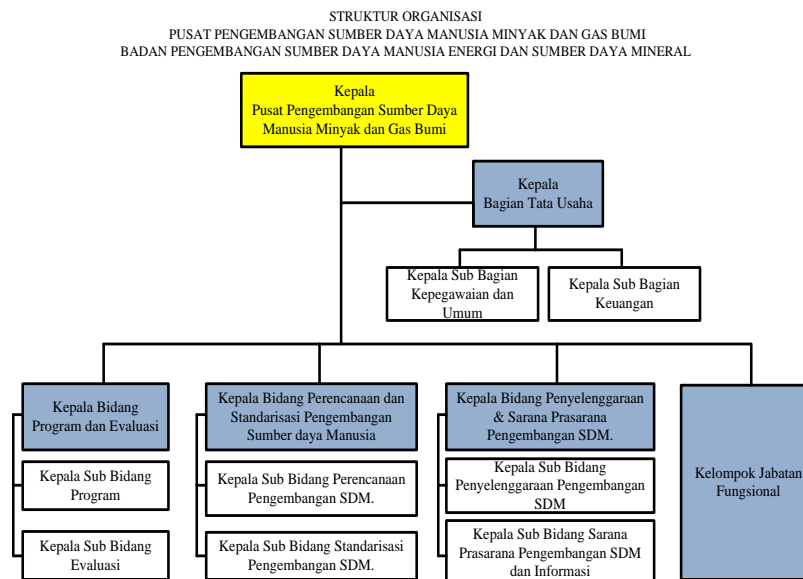 STRUKTUR ORGANISASI
PUSAT PENGEMBANGAN SUMBER DAYA MANUSIA MINYAK DAN GAS BUMI
BADAN PENGEMBANGAN SUMBER DAYA MANUSIA ENERGI DAN SUMBER DAYA MINERAL
Kepala
Pusat Pengembangan Sumber Daya
Manusia Minyak dan Gas Bumi
Kepala
Bagian Tata Usaha
Kepala Sub Bagian
Kepegawaian dan
Umum
Kepala Sub Bagian
Keuangan
Kepala Bidang
Program dan Evaluasi
Kepala Sub Bidang
Program
Kepala Sub Bidang
Evaluasi
Kepala Bidang Perencanaan dan
Standarisasi Pengembangan
Sumber daya Manusia
Kepala Sub Bidang Perencanaan
Pengembangan SDM.
Kepala Sub Bidang Standarisasi
Pengembangan SDM.
Kepala Bidang Penyelenggaraan
& Sarana Prasarana
Pengembangan SDM.
Kepala Sub Bidang
Penyelenggaraan Pengembangan
SDM
Kepala Sub Bidang Sarana
Prasarana Pengembangan SDM
dan Informasi
Kelompok Jabatan
Fungsional